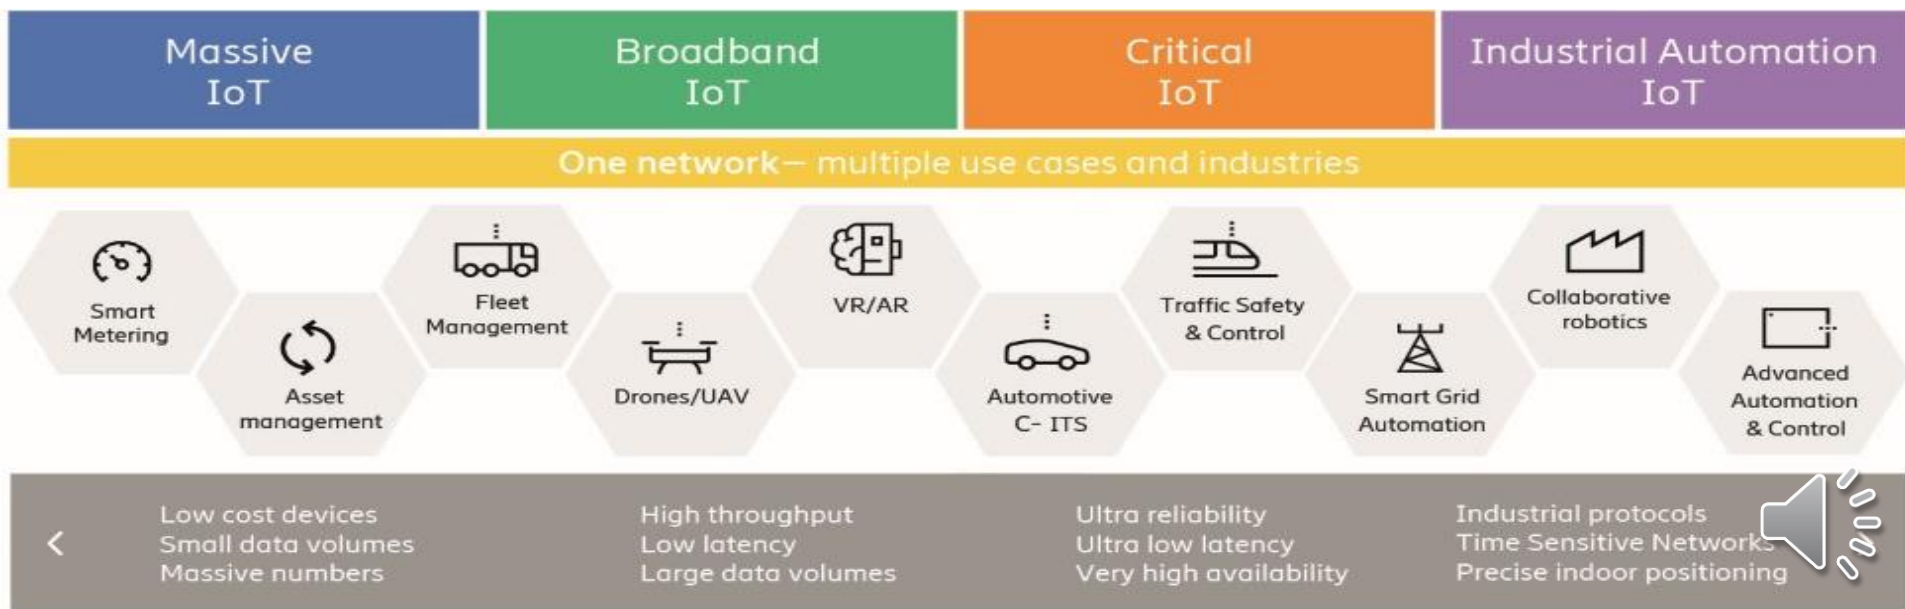 Massive
IoT
Broadband
IoT
Critical
IoT
Industrial Automation
IoT
One network— multiple use cases and industries
Smart
Metering
Asset
management
Fleet
Management
Drones/UAV
VR/AR
Automotive
C- ITS
Traffic Safety
& Control
Smart Grid
Automation
Collaborative
robotics
Advanced
Automation
& Control
Low cost devices
Small data volumes
Massive numbers
High throughput
Low latency
Large data volumes
Ultra reliability
Ultra low latency
Very high availability
Industrial protocols
Time Sensitive Networks
Precise indoor positioning